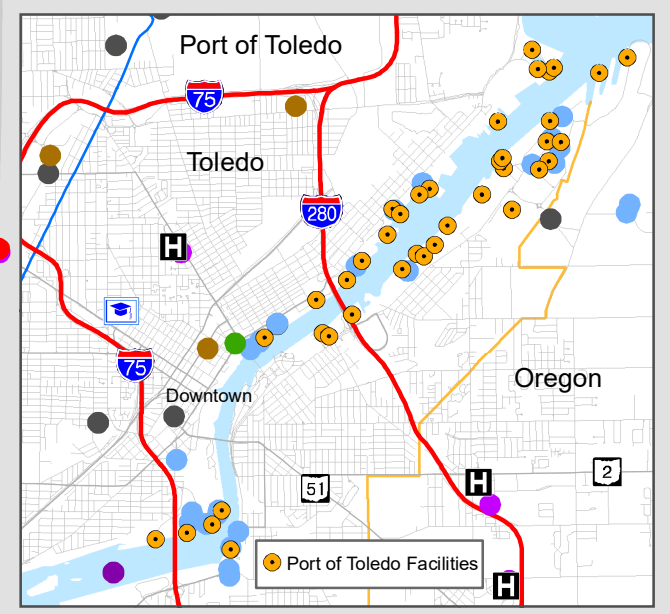 Port of Toledo
75
Toledo
280
H
75
Downtown
Oregon
H
2
51
Port of Toledo Facilities
H